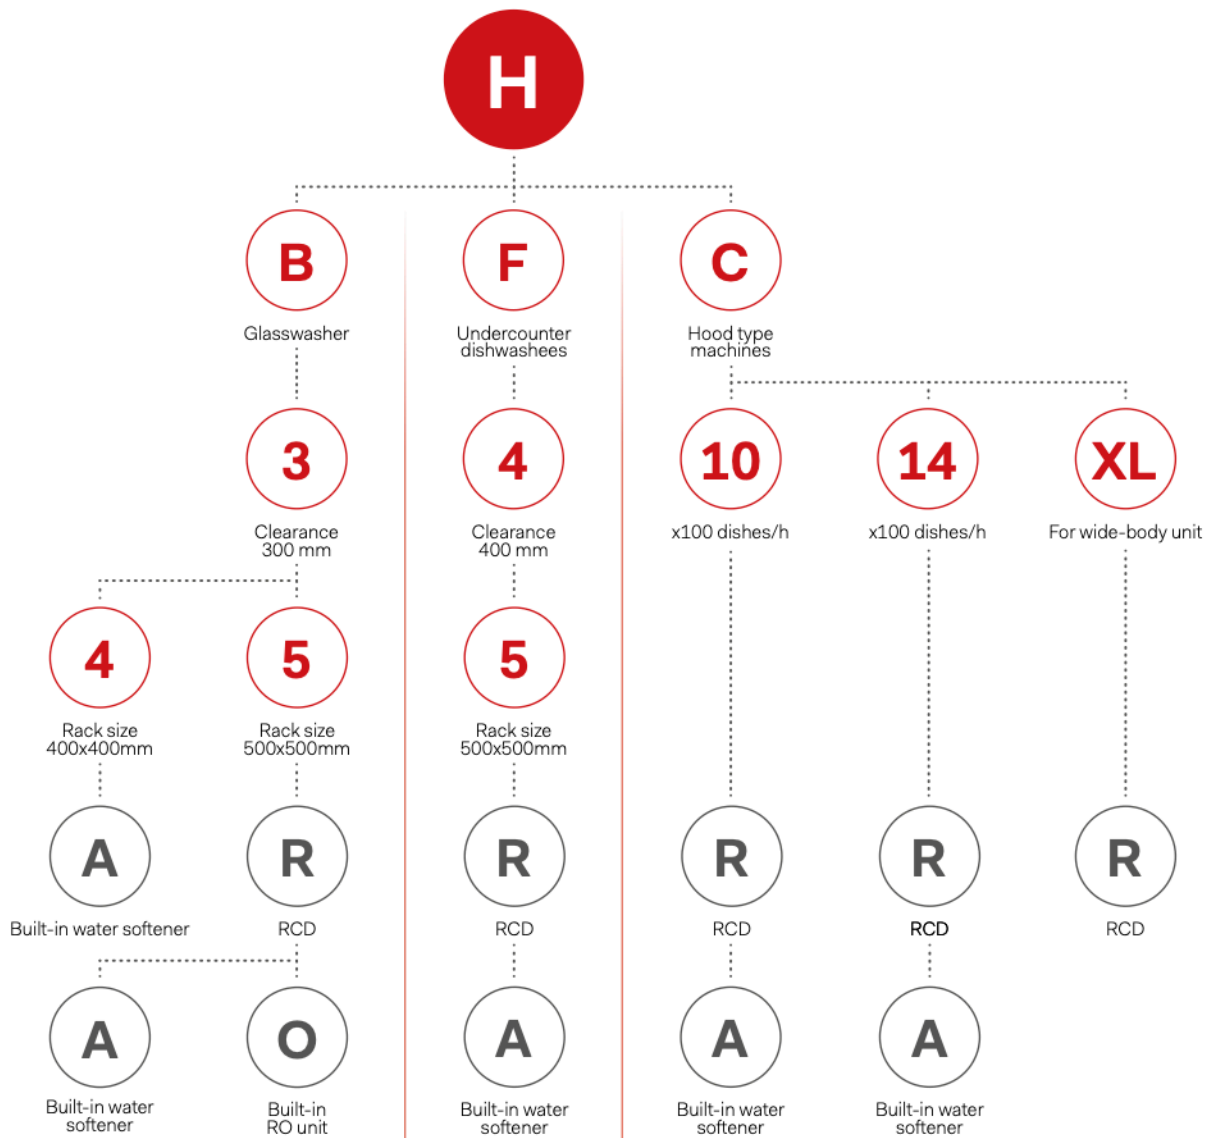 H
B
F
C
Glasswasher
Undercounter
dishwashees
Hood type
machines
3
4
10
14
XL
Clearance
300 mm
Clearance
400 mm
x100 dishes/h
x100 dishes/h
For wide-body unit
4
5
5
Rack size
400x400mm
Rack size
500x500mm
Rack size
500x500mm
A
R
R
R
R
R
Built-in water softener
RCD
RCD
RCD
RCD
RCD
A
O
A
A
A
Built-in water
softener
Built-in
RO unit
Built-in water
softener
Built-in water
softener
Built-in water
softener